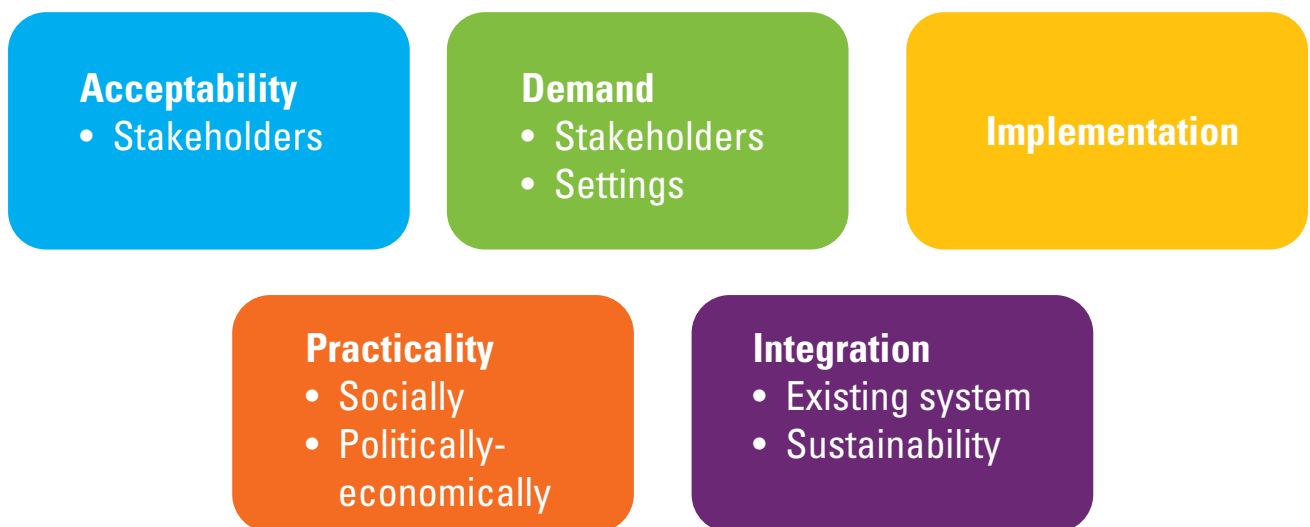 Acceptability
• Stakeholders
Demand
• Stakeholders
• Settings
Implementation
Practicality
• Socially
• Politically-
economically
Integration
• Existing system
• Sustainability